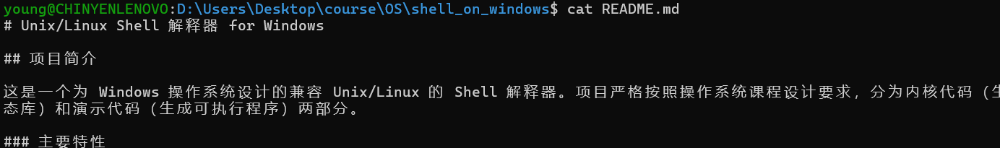 young@CHINYENLENOVO:D:\Users\Desktop\course\OS\shell_on_windows$ cat README.md
# Unix/Linux Shell 解释器 for Windows
## 项目简介
这是一个为 Windows 操作系统设计的兼容 Unix/Linux 的 Shell 解释器。项目严格按照操作系统课程设计要求，分为内核代码（
态库）和演示代码（生成可执行程序）两部分。
### 主要特性